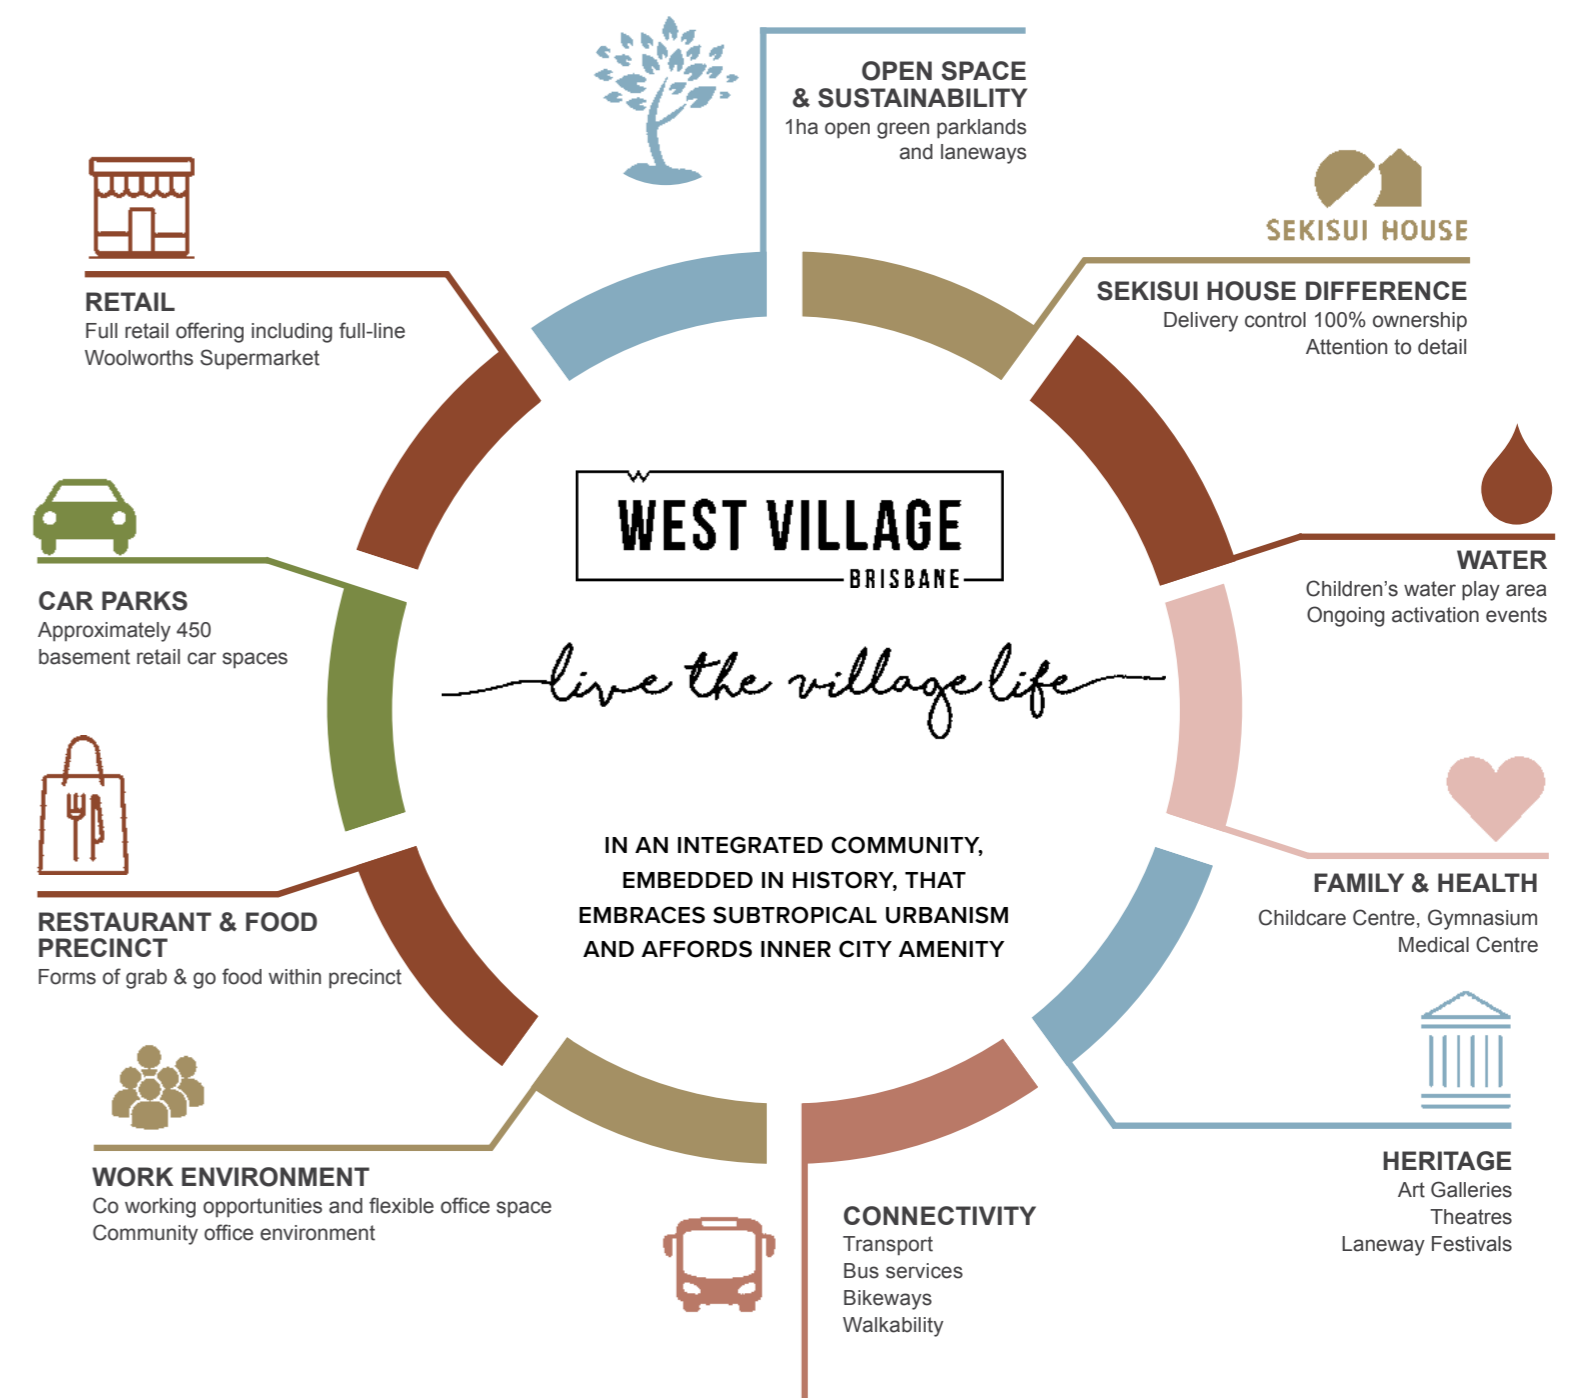 OPEN SPACE
& SUSTAINABILITY
1ha open green parklands
and laneways
SEKISUI HOUSE
SEKISUI HOUSE DIFFERENCE
Delivery control 100% ownership
Attention to detail
RETAIL
Full retail offering including full-line
Woolworths Supermarket
WEST VILLAGE
BRISBANE
live the village life
WATER
Children’s water play area
Ongoing activation events
CAR PARKS
Approximately 450
basement retail car spaces
IN AN INTEGRATED COMMUNITY,
EMBEDDED IN HISTORY, THAT
EMBRACES SUBTROPICAL URBANISM
AND AFFORDS INNER CITY AMENITY
FAMILY & HEALTH
Childcare Centre, Gymnasium
Medical Centre
RESTAURANT & FOOD
PRECINCT
Forms of grab & go food within precinct
HERITAGE
Art Galleries
Theatres
Laneway Festivals
WORK ENVIRONMENT
Co working opportunities and flexible office space
Community office environment
CONNECTIVITY
Transport
Bus services
Bikeways
Walkability